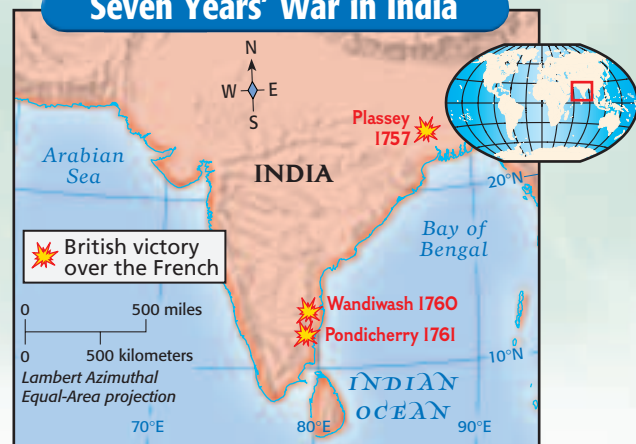 Seven Years' War in India
N
W E
S
Plassey
1757
Arabian
Sea
INDIA
20°N
Bay of
Bengal
British victory
over the French
0 500 miles
0 500 kilometers
Lambert Azimuthal
Equal-Area projection
Wandiwash 1760
Pondicherry 1761
10°N
INDIAN
OCEAN
70°E 80°E 90°E